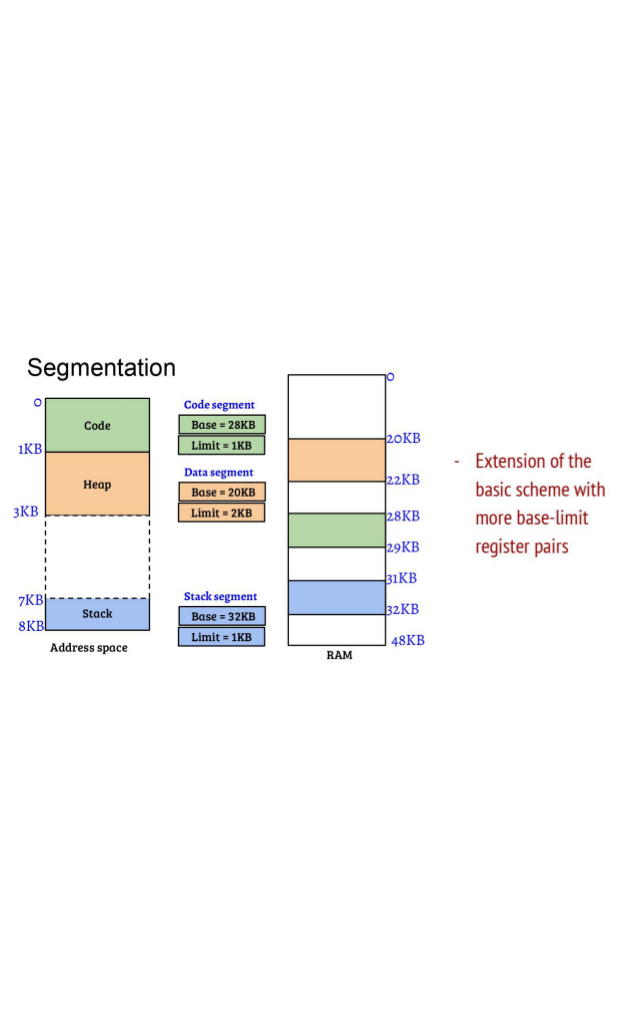 Segmentation
0
Code
1KB
Heap
3KB
7KB
Stack
8KB
Address space
Code segment
Base = 28KB
Limit = 1KB
Data segment
Base = 20KB
Limit = 2KB
Stack segment
Base = 32KB
Limit = 1KB
0
20KB
22KB
28KB
29KB
31KB
32KB
48KB
RAM
- Extension of the
basic scheme with
more base-limit
register pairs